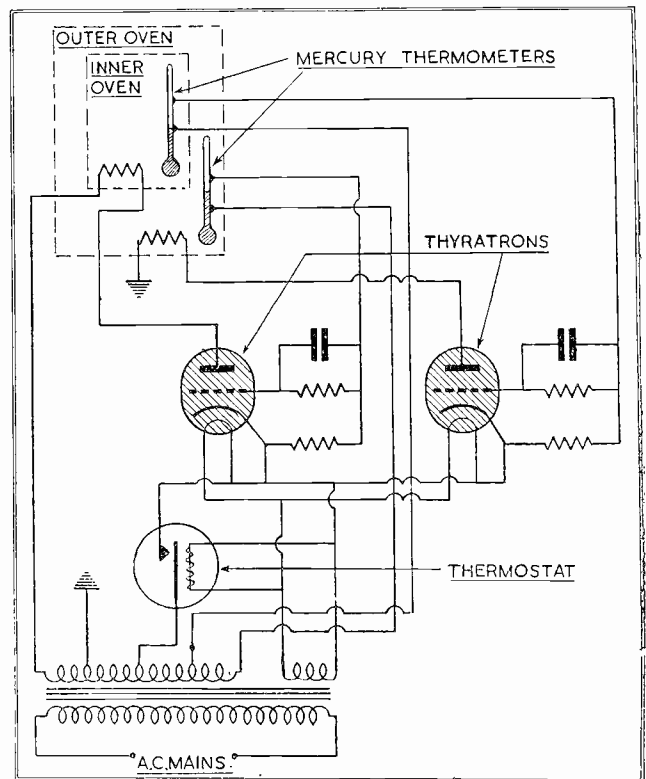 OUTER OVEN
INNER
OVEN
MERCURY THERMOMETERS
THYRATRONS
THERMOSTAT
A.C. MAINS.